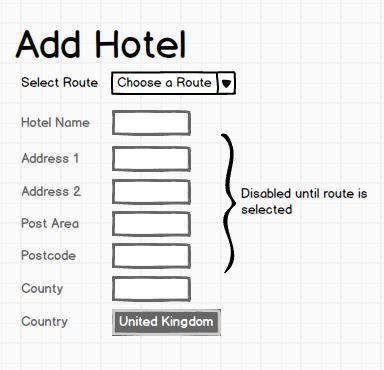 Add Hotel
Select Route Choose a Route
Hotel Name
Address 1
Address 2
Disabled until route is
selected
Post Area
Postcode
County
Country United Kingdom